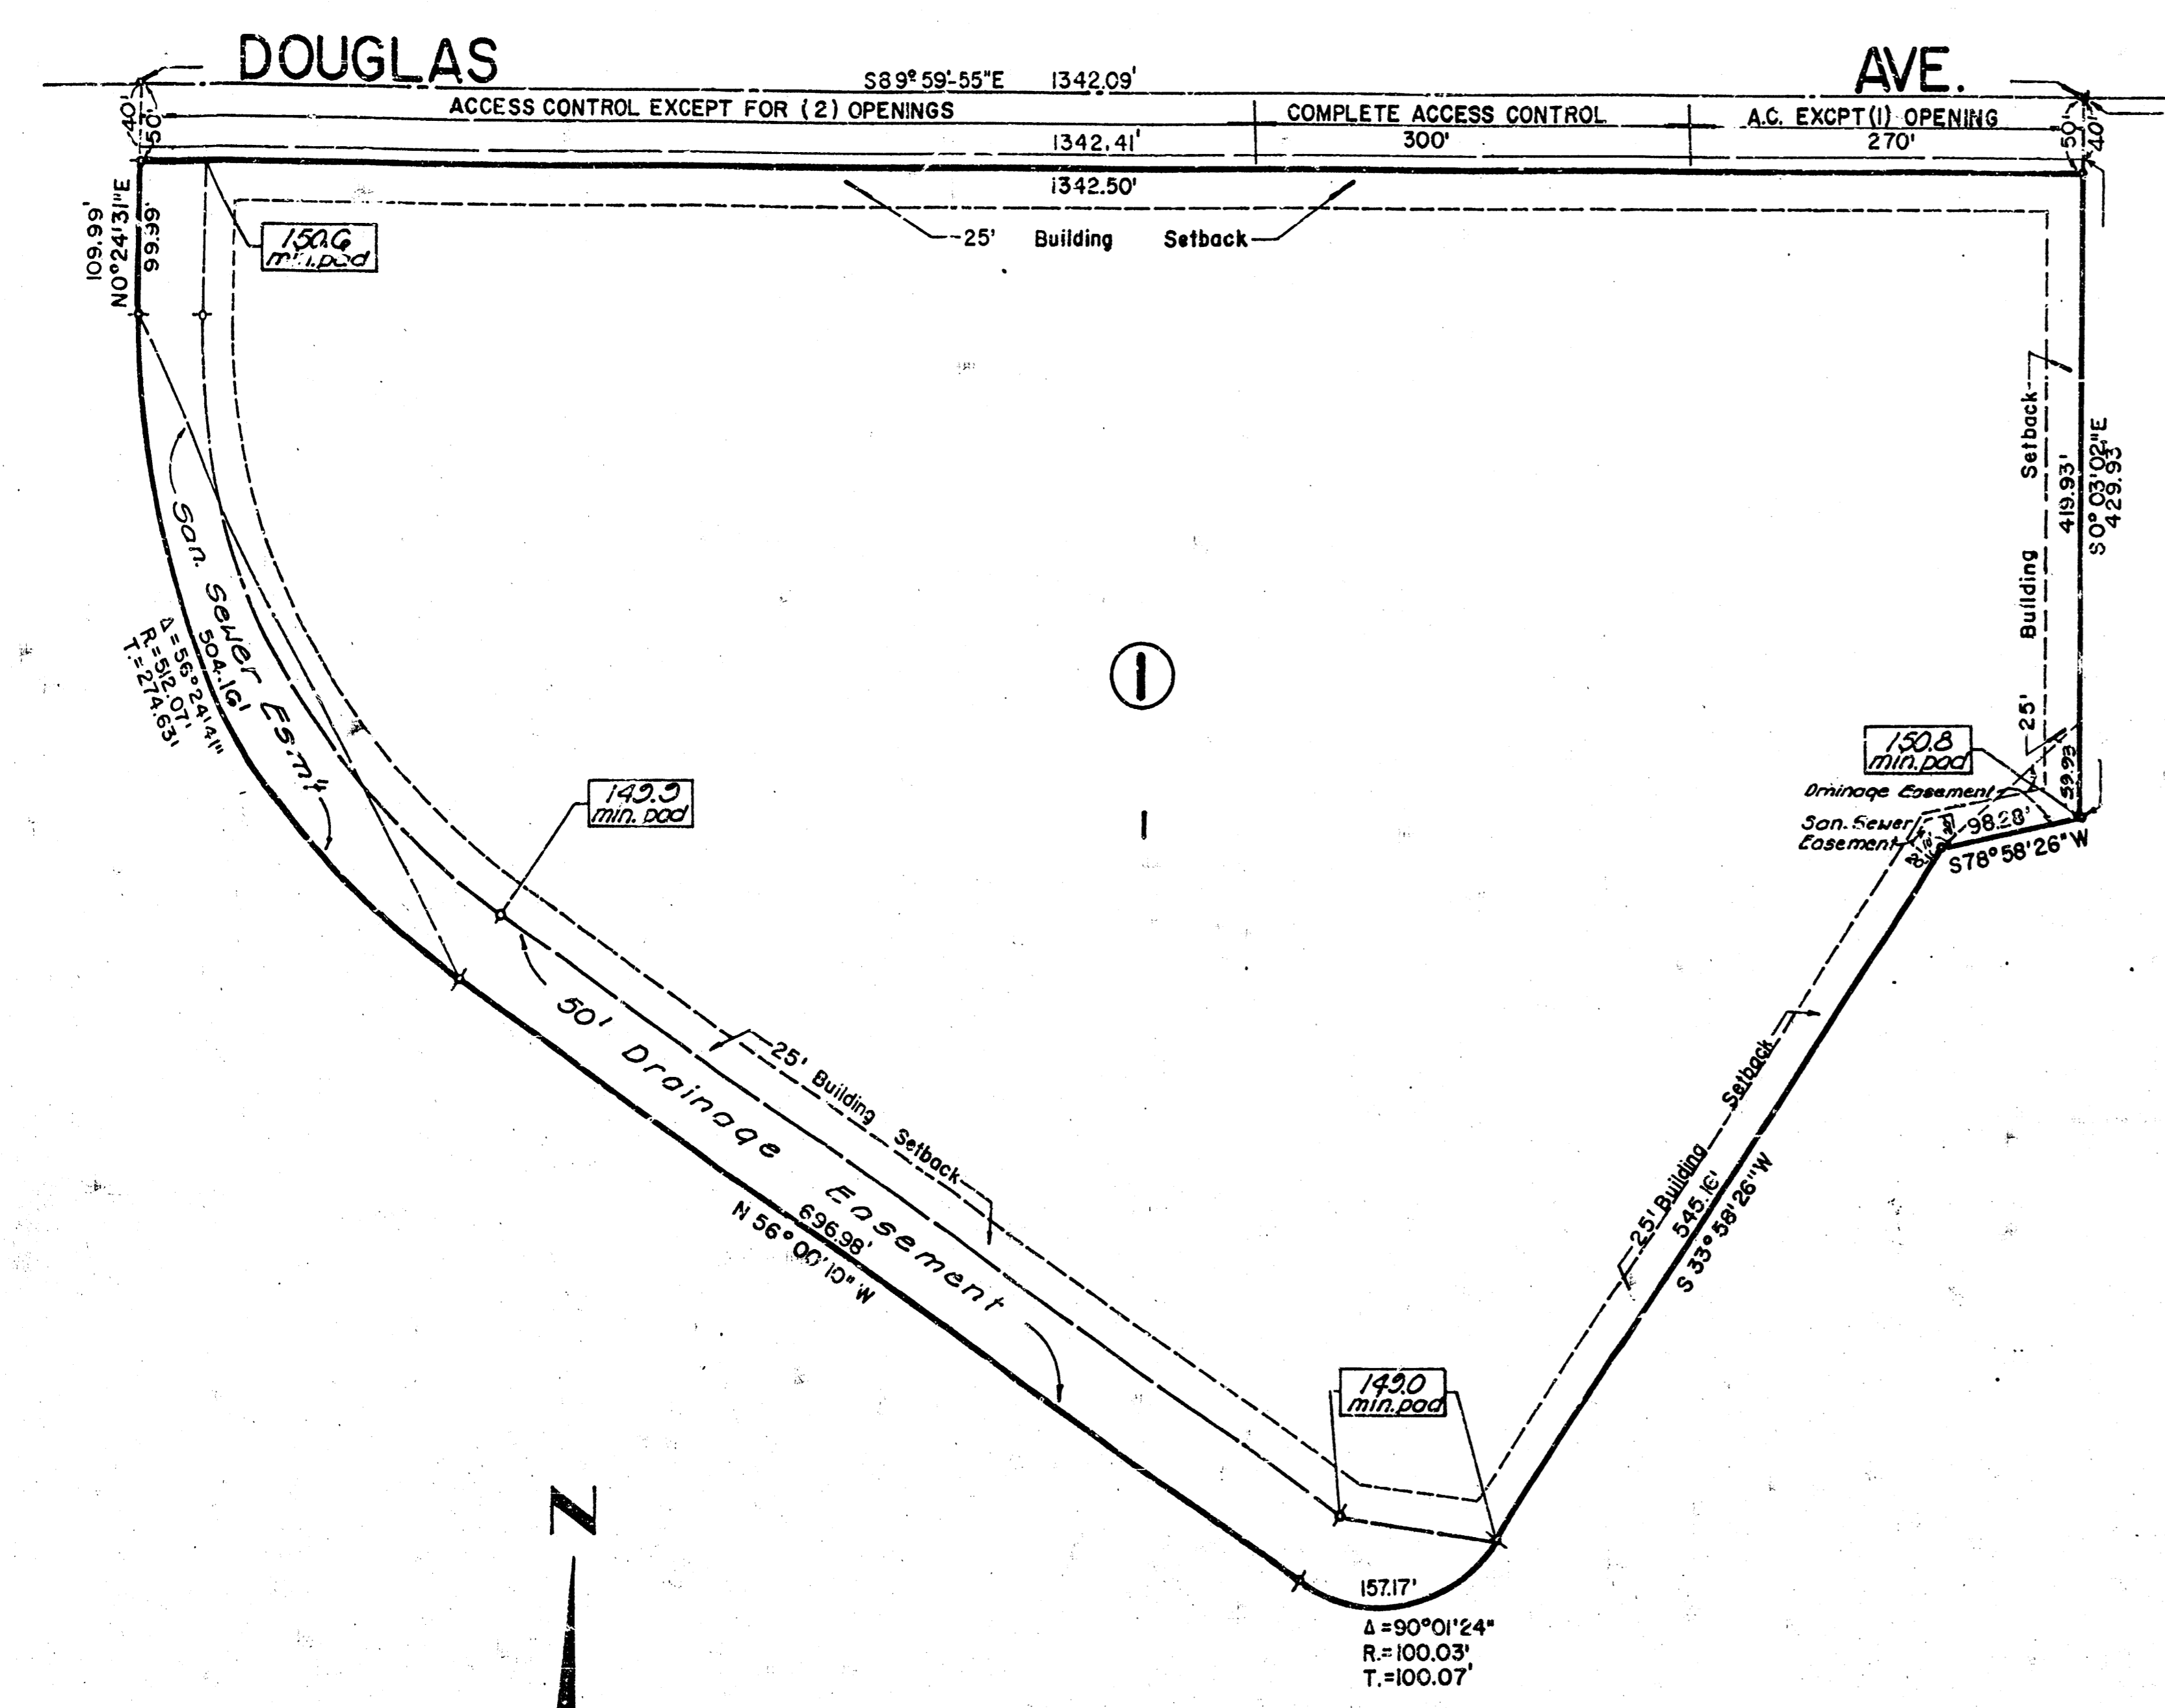 DOUGLAS AVE.
S89°59'-55"E 1342.09'
ACCESS CONTROL EXCEPT FOR (2) OPENINGS
COMPLETE ACCESS CONTROL
A.C. EXCPT (1) OPENING
1342.41'
300'
270'
40'
50'
50'
40'
1342.50'
25' Building Setback
109.99'
N0°24'31"E
99.99'
150.6
min. pad
Setback
Building
25'
419.93'
S0°03'02"E
429.93'
San. Sewer Esm't
504.16'
Δ=56°24'41"
R=512.07'
T.=274.63'
1
1
150.8
min. pad
59.93
Drainage Easement
San. Sewer
Easement
98.28'
S78°58'26"W
149.9
min. pad
50' Drainage Easement
25' Building Setback
696.98'
N 56°00'10" W
25' Building Setback
545.16'
S 33°58'26"W
149.0
min. pad
N
157.17'
Δ=90°01'24"
R.=100.03'
T.=100.07'